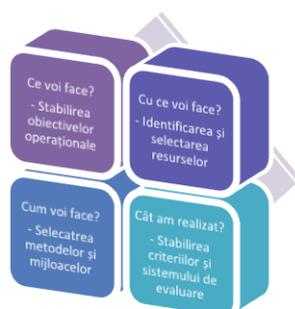 Ce voi face?
- Stabilirea
obiectivelor
operaționale
Cu ce voi face?
- Identificarea și
selectarea
resurselor
Cum voi face?
- Selecatrea
metodelor și
mijloacelor
Cât am realizat?
- Stabilirea
criteriilor și
sistemului de
evaluare